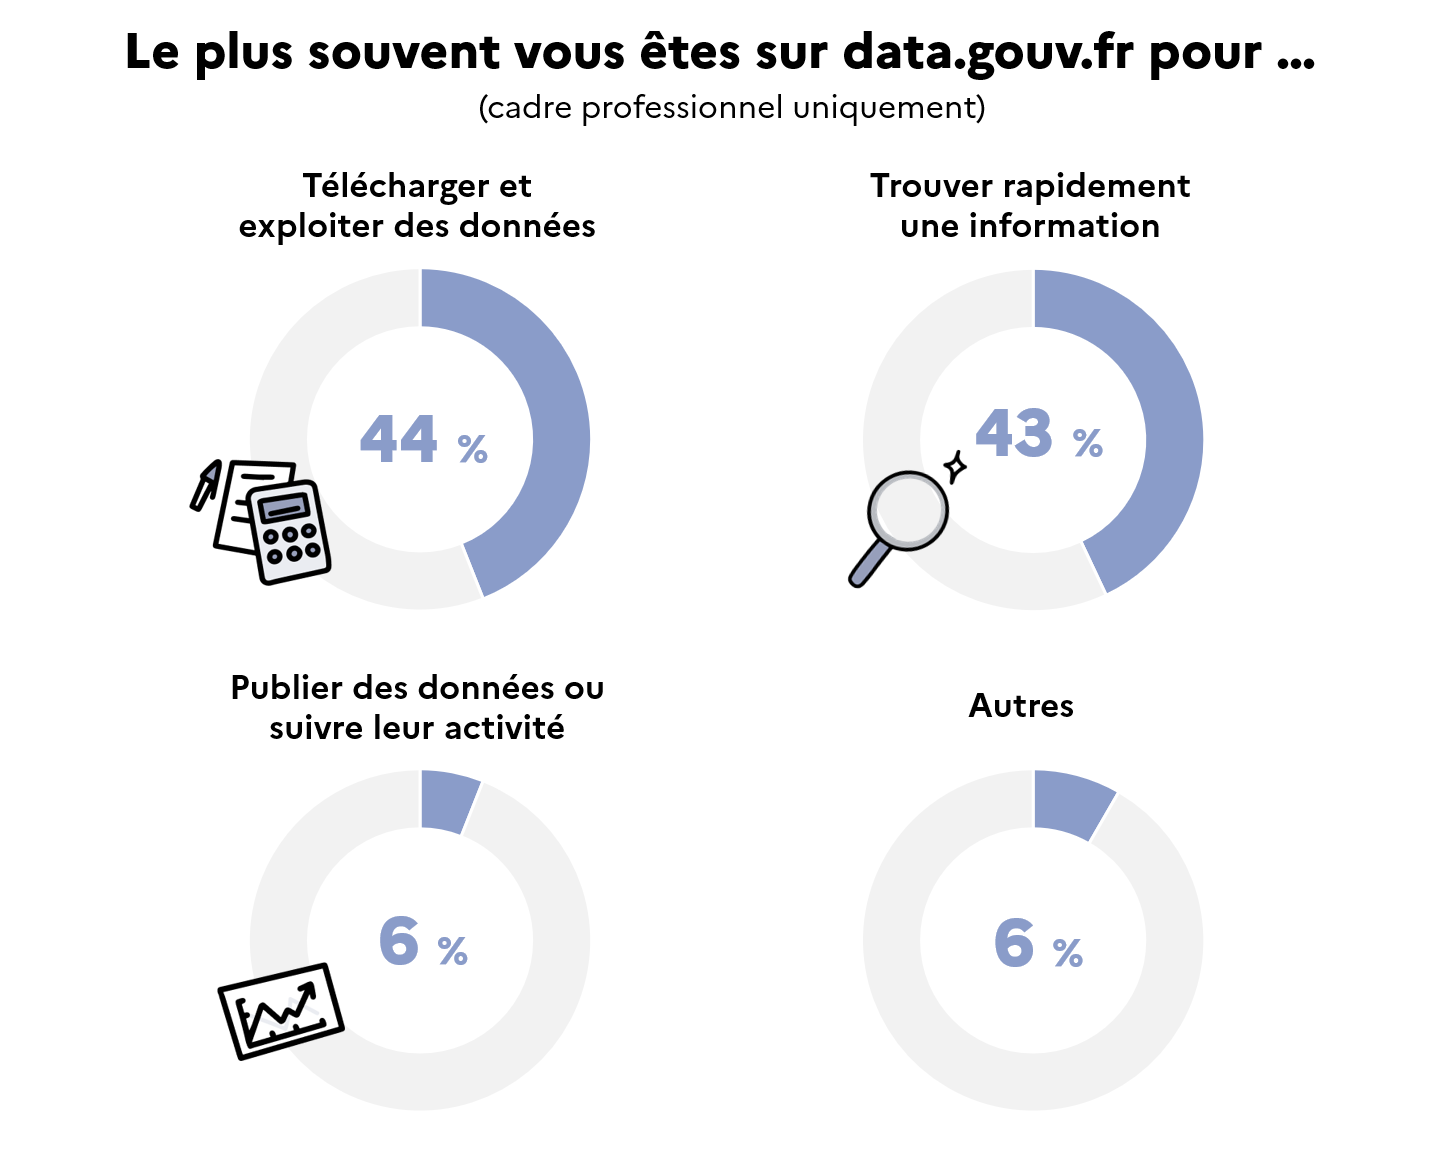 Le plus souvent vous êtes sur data.gouv.fr pour ...
(cadre professionnel uniquement)
Télécharger et
exploiter des données
44 %
Trouver rapidement
une information
43 %
Publier des données ou
suivre leur activité
6 %
Autres
6 %